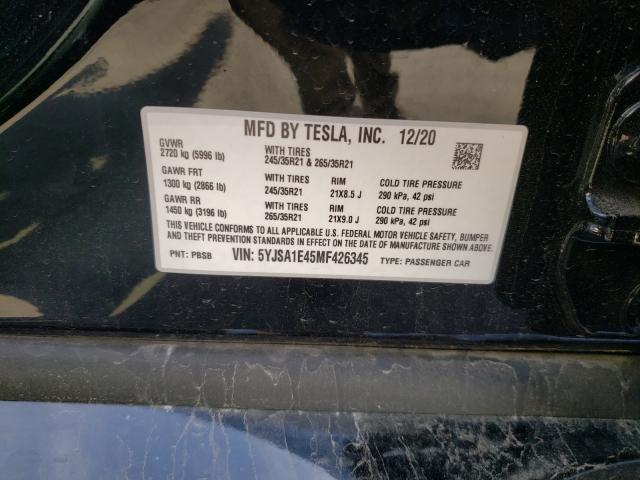 MFD BY TESLA, INC. 12/20
GVWR
2720 kg (5996 lb)
WITH TIRES
245/35R21 & 265/35R21
GAWR FRT
1300 kg (2866 lb)
WITH TIRES
245/35R21
RIM
21X8.5 J
COLD TIRE PRESSURE
290 kPa, 42 psi
GAWR RR
1450 kg (3196 lb)
WITH TIRES
265/35R21
RIM
21X9.0 J
COLD TIRE PRESSURE
290 kPa, 42 psi
THIS VEHICLE CONFORMS TO ALL APPLICABLE U.S. FEDERAL MOTOR VEHICLE SAFETY, BUMPER
AND THEFT PREVENTION STANDARDS IN EFFECT ON THE DATE OF MANUFACTURE SHOWN ABOVE.
PNT: PBSB VIN: 5YJSA1E45MF426345 TYPE: PASSENGER CAR